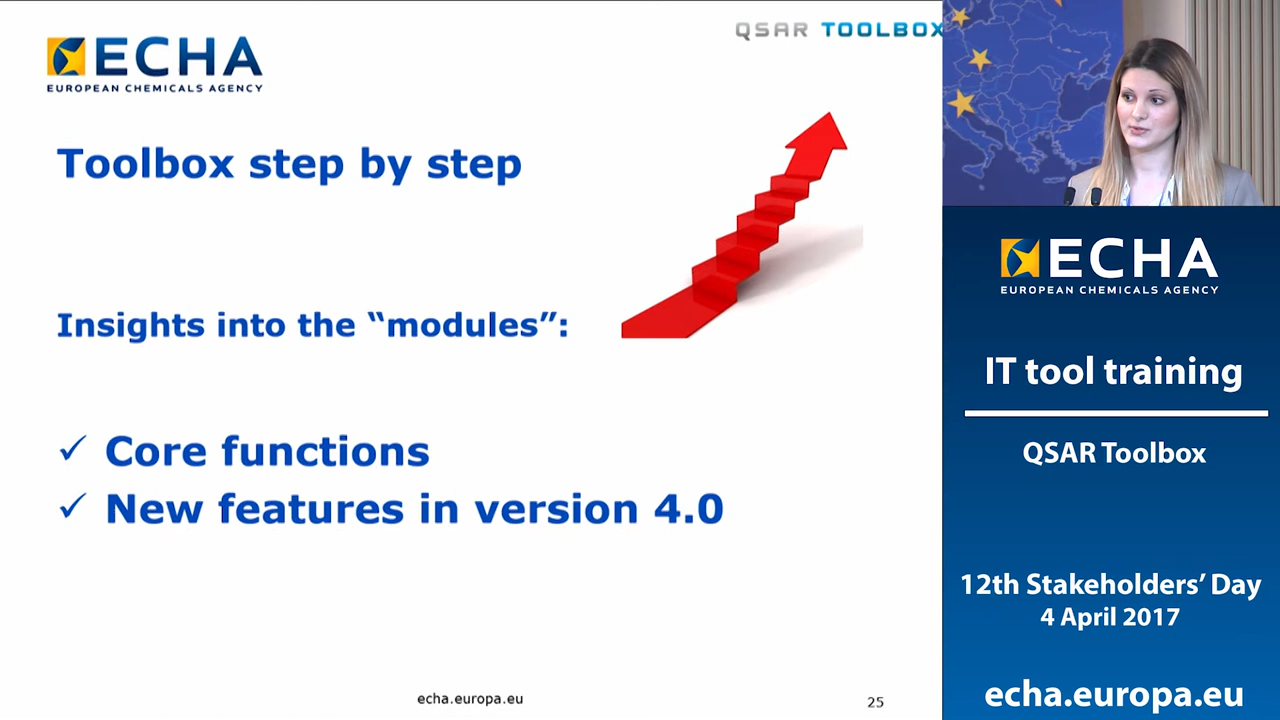 ECHA
EUROPEAN CHEMICALS AGENCY
QSAR TOOLBOX
Toolbox step by step
Insights into the “modules”:
✓ Core functions
✓ New features in version 4.0
echa.europa.eu
25
ECHA
EUROPEAN CHEMICALS AGENCY
IT tool training
QSAR Toolbox
12th Stakeholders’ Day
4 April 2017
echa.europa.eu